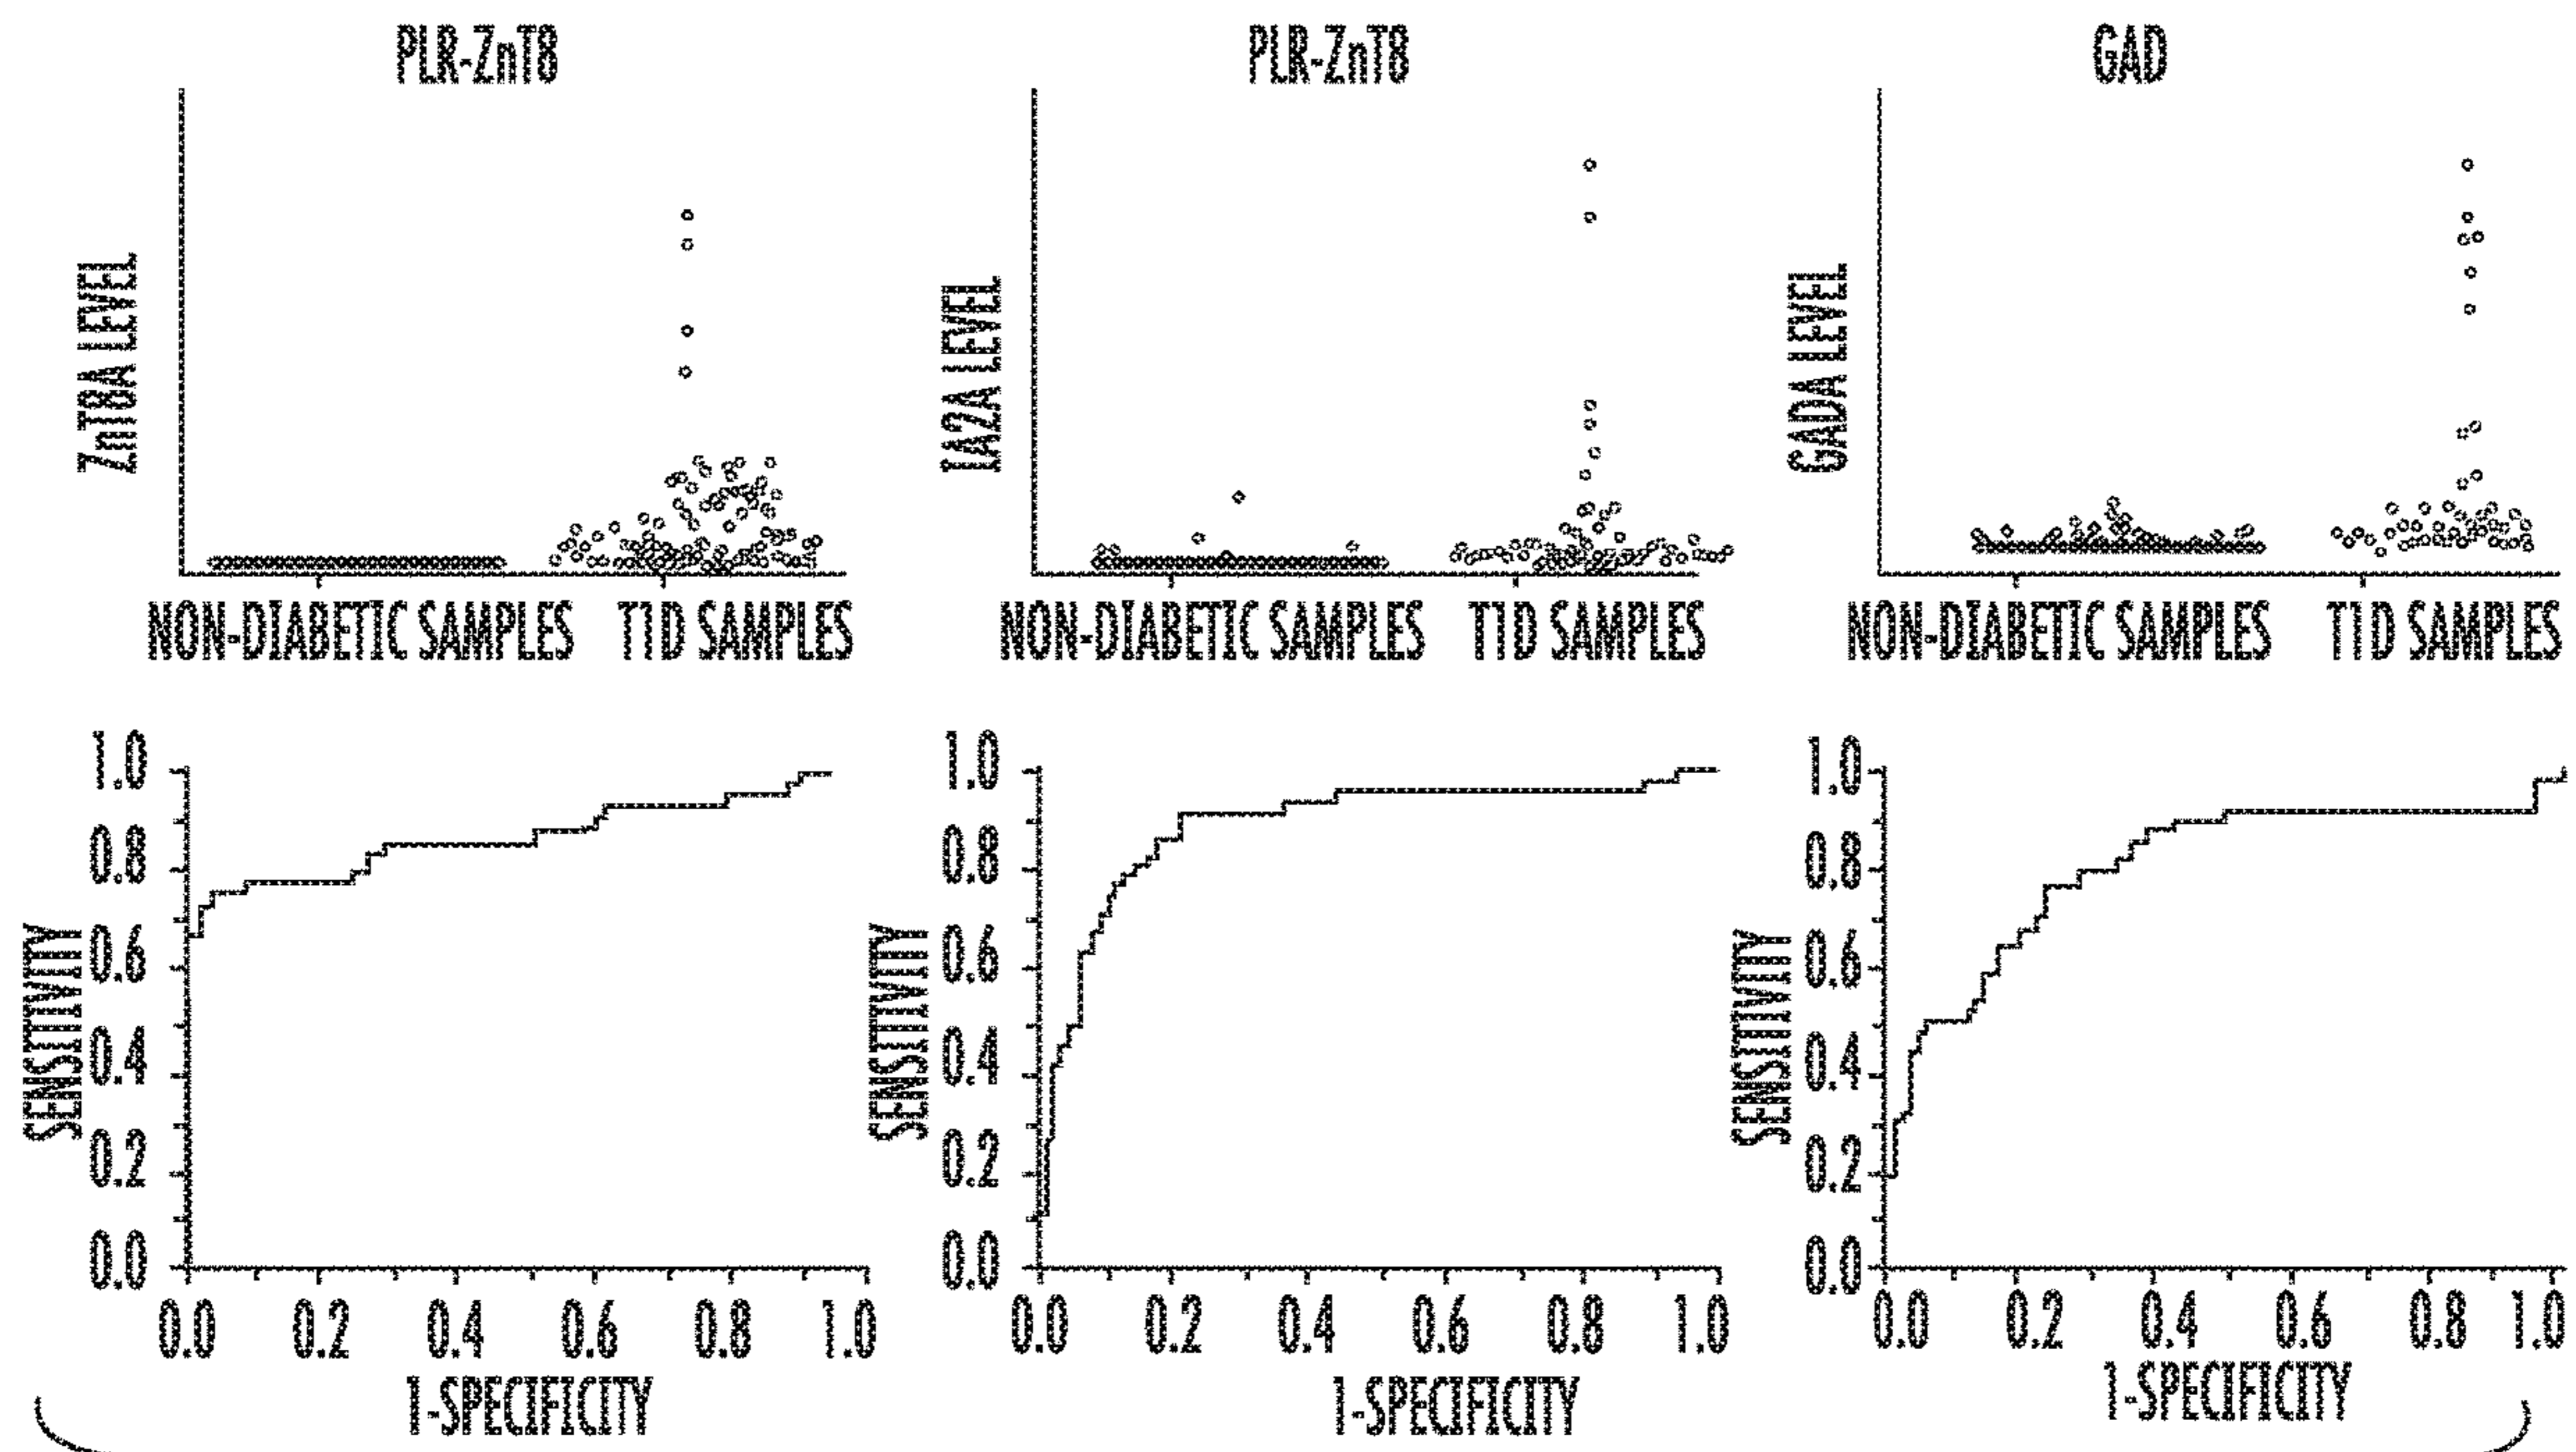 PLR-ZnT8
PLR-ZnT8
GAD
ZnT8A LEVEL
IA2A LEVEL
GADA LEVEL
NON-DIABETIC SAMPLES T1D SAMPLES
NON-DIABETIC SAMPLES T1D SAMPLES
NON-DIABETIC SAMPLES T1D SAMPLES
SENSITIVITY
1.0
0.8
0.6
0.4
0.2
0.0
0.0 0.2 0.4 0.6 0.8 1.0
1-SPECIFICITY
SENSITIVITY
1.0
0.8
0.6
0.4
0.2
0.0
0.0 0.2 0.4 0.6 0.8 1.0
1-SPECIFICITY
SENSITIVITY
1.0
0.8
0.6
0.4
0.2
0.0
0.0 0.2 0.4 0.6 0.8 1.0
1-SPECIFICITY